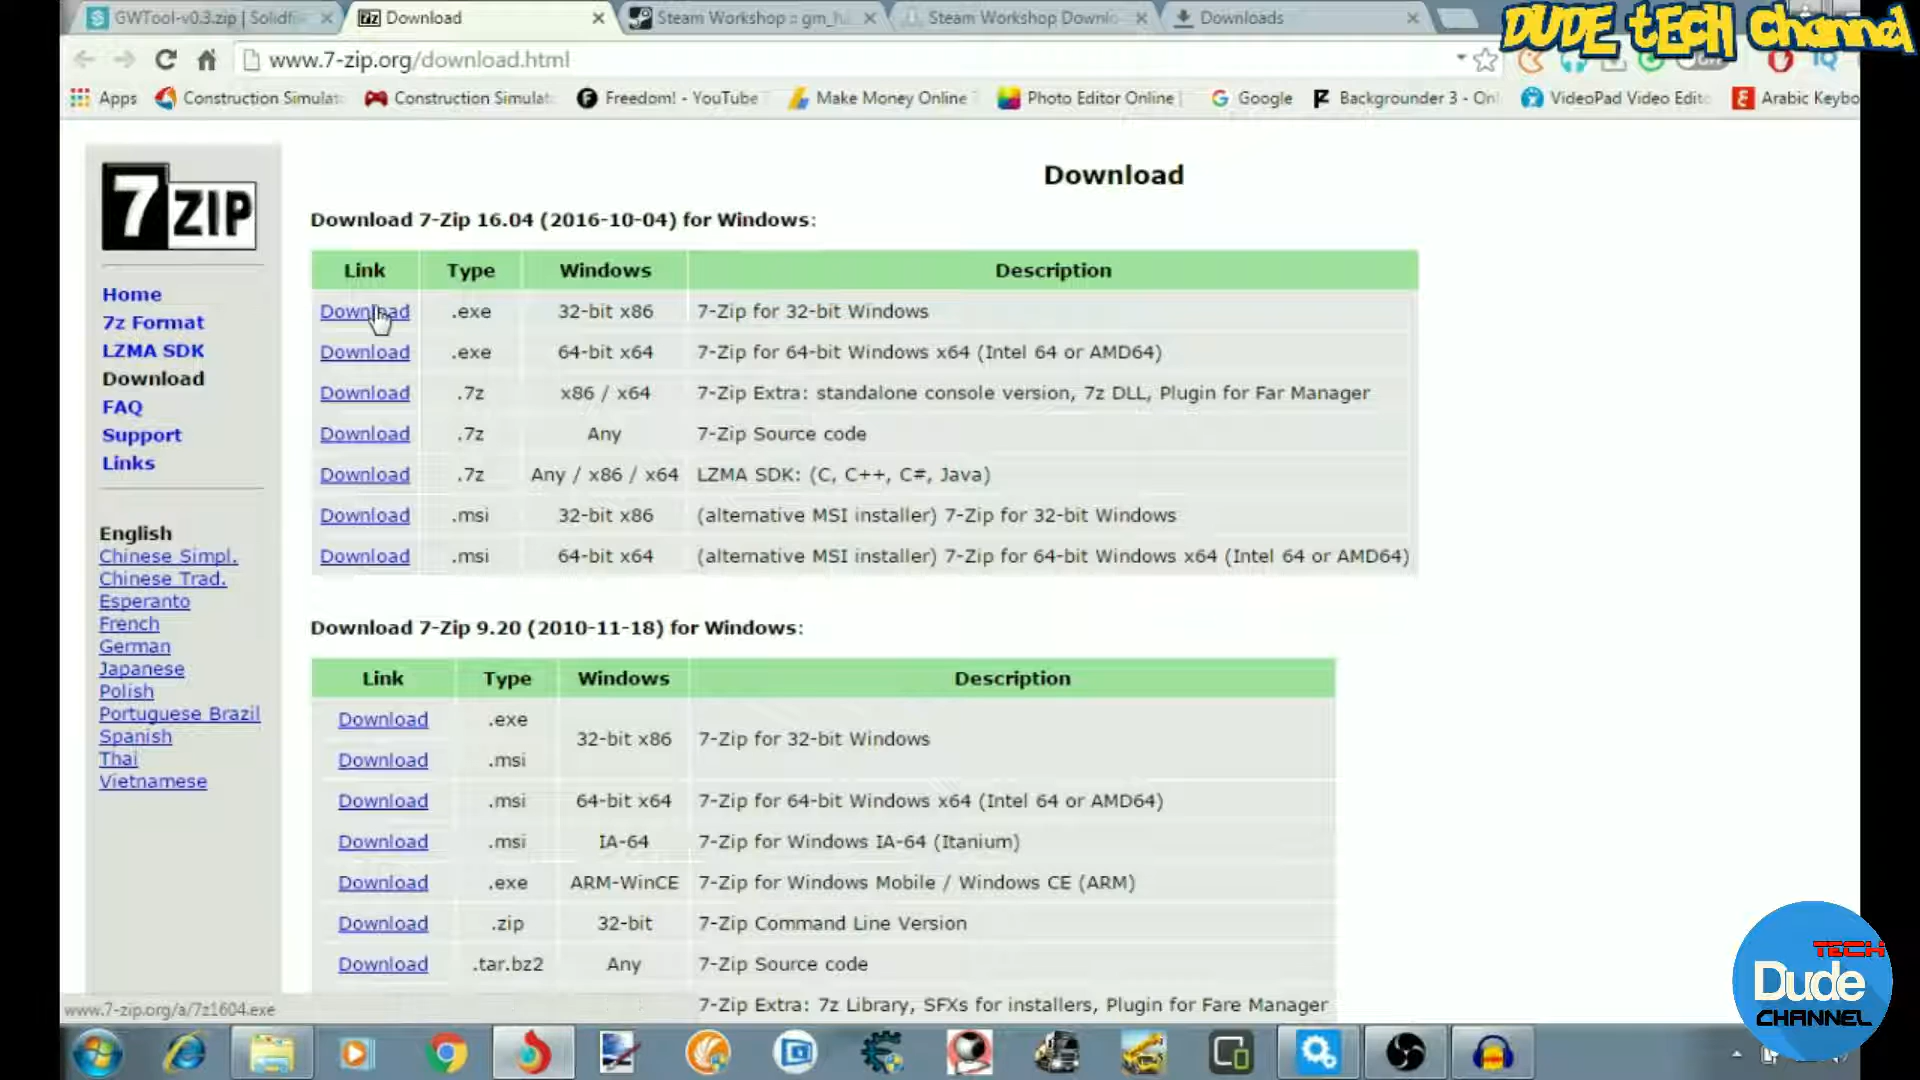 GWTool-v0.3.zip | Solidf
Download
Steam Workshop :: gm_h
Steam Workshop Downlo
Downloads
DUDE tECH Channel
www.7-zip.org/download.html
Apps
Construction Simulat
Construction Simulat
Freedom! - YouTube
Make Money Online
Photo Editor Online |
Google
Backgrounder 3 - Onl
VideoPad Video Edit
Arabic Keybo
7 ZIP
Home
7z Format
LZMA SDK
Download
FAQ
Support
Links
English
Chinese Simpl.
Chinese Trad.
Esperanto
French
German
Japanese
Polish
Portuguese Brazil
Spanish
Thai
Vietnamese
Download
Download 7-Zip 16.04 (2016-10-04) for Windows:
Link Type Windows Description
Download .exe 32-bit x86 7-Zip for 32-bit Windows
Download .exe 64-bit x64 7-Zip for 64-bit Windows x64 (Intel 64 or AMD64)
Download .7z x86 / x64 7-Zip Extra: standalone console version, 7z DLL, Plugin for Far Manager
Download .7z Any 7-Zip Source code
Download .7z Any / x86 / x64 LZMA SDK: (C, C++, C#, Java)
Download .msi 32-bit x86 (alternative MSI installer) 7-Zip for 32-bit Windows
Download .msi 64-bit x64 (alternative MSI installer) 7-Zip for 64-bit Windows x64 (Intel 64 or AMD64)
Download 7-Zip 9.20 (2010-11-18) for Windows:
Link Type Windows Description
Download .exe
32-bit x86 7-Zip for 32-bit Windows
Download .msi
Download .msi 64-bit x64 7-Zip for 64-bit Windows x64 (Intel 64 or AMD64)
Download .msi IA-64 7-Zip for Windows IA-64 (Itanium)
Download .exe ARM-WinCE 7-Zip for Windows Mobile / Windows CE (ARM)
Download .zip 32-bit 7-Zip Command Line Version
Download .tar.bz2 Any 7-Zip Source code
7-Zip Extra: 7z Library, SFXs for installers, Plugin for Fare Manager
www.7-zip.org/a/7z1604.exe
TECH
Dude
CHANNEL